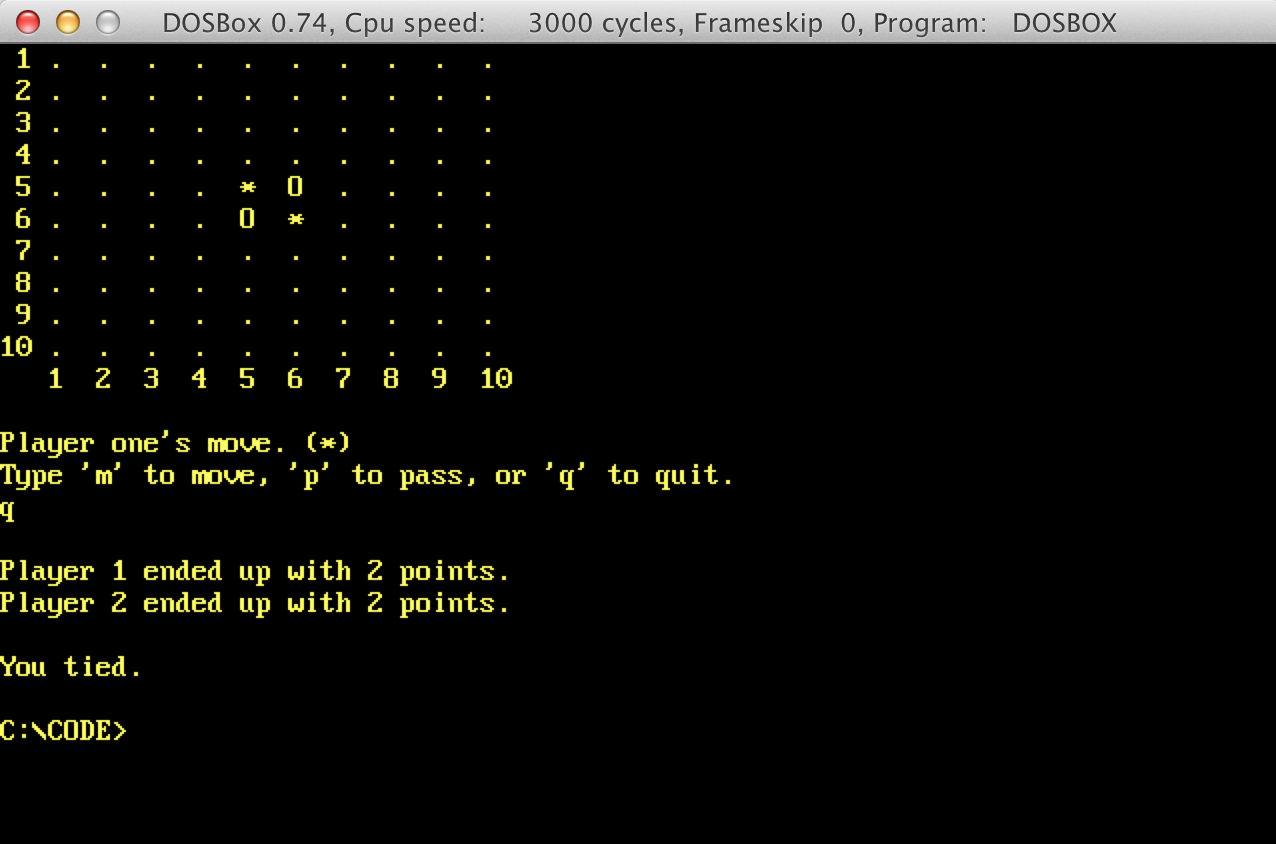 DOSBox 0.74, Cpu speed: 3000 cycles, Frameskip 0, Program: DOSBOX
1 . . . . . . . . . .
2 . . . . . . . . . .
3 . . . . . . . . . .
4 . . . . . . . . . .
5 . . . . * O . . . .
6 . . . . O * . . . .
7 . . . . . . . . . .
8 . . . . . . . . . .
9 . . . . . . . . . .
10 . . . . . . . . . .
1 2 3 4 5 6 7 8 9 10
Player one's move. (*)
Type 'm' to move, 'p' to pass, or 'q' to quit.
q
Player 1 ended up with 2 points.
Player 2 ended up with 2 points.
You tied.
C:\CODE>